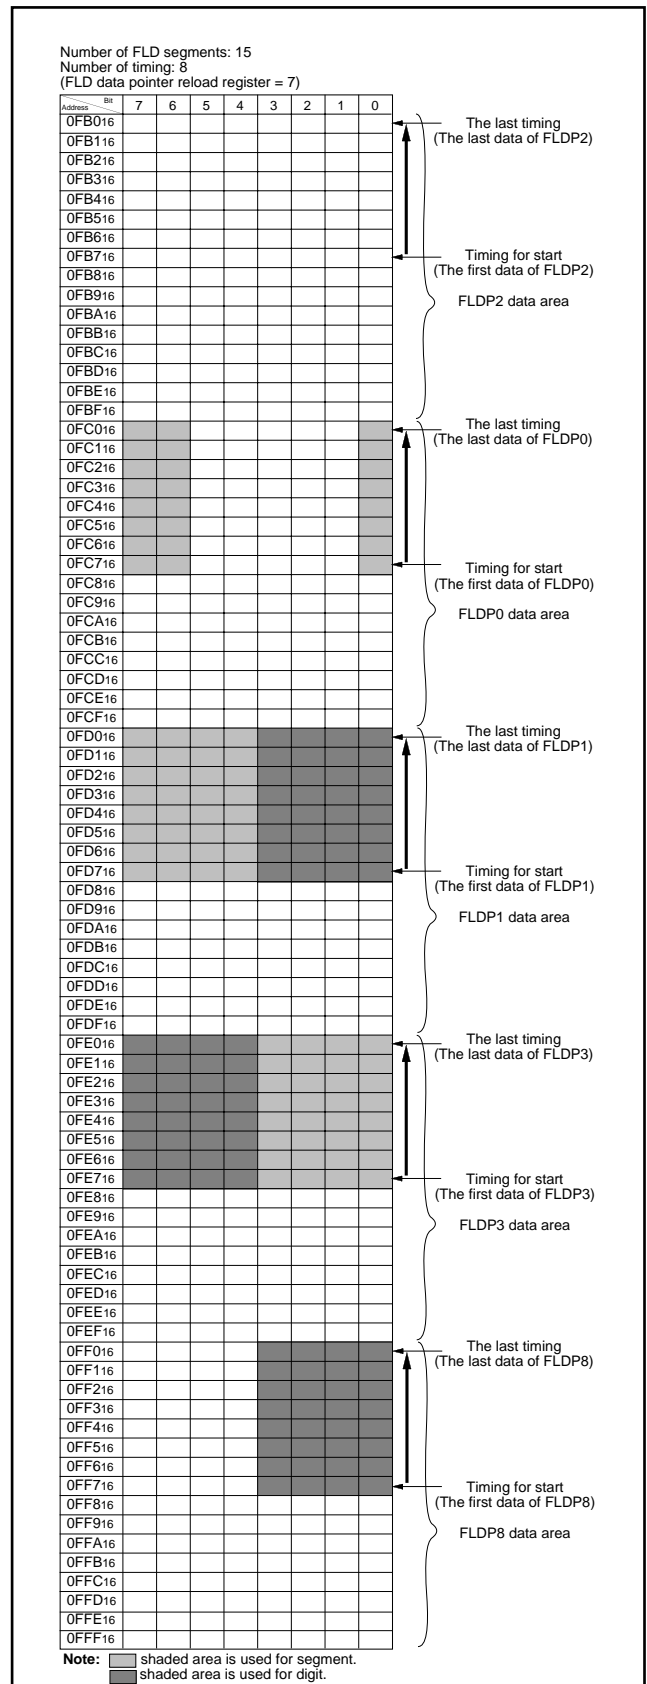 Number of FLD segments: 15
Number of timing: 8
(FLD data pointer reload register = 7)
Bit
Address
7 6 5 4 3 2 1 0
0FB016
The last timing
(The last data of FLDP2)
0FB116
0FB216
0FB316
0FB416
0FB516
0FB616
0FB716
Timing for start
(The first data of FLDP2)
0FB816
0FB916
FLDP2 data area
0FBA16
0FBB16
0FBC16
0FBD16
0FBE16
0FBF16
0FC016
The last timing
(The last data of FLDP0)
0FC116
0FC216
0FC316
0FC416
0FC516
0FC616
0FC716
Timing for start
(The first data of FLDP0)
0FC816
0FC916
FLDP0 data area
0FCA16
0FCB16
0FCC16
0FCD16
0FCE16
0FCF16
0FD016
The last timing
(The last data of FLDP1)
0FD116
0FD216
0FD316
0FD416
0FD516
0FD616
0FD716
Timing for start
(The first data of FLDP1)
0FD816
0FD916
FLDP1 data area
0FDA16
0FDB16
0FDC16
0FDD16
0FDE16
0FDF16
0FE016
The last timing
(The last data of FLDP3)
0FE116
0FE216
0FE316
0FE416
0FE516
0FE616
0FE716
Timing for start
(The first data of FLDP3)
0FE816
0FE916
FLDP3 data area
0FEA16
0FEB16
0FEC16
0FED16
0FEE16
0FEF16
0FF016
The last timing
(The last data of FLDP8)
0FF116
0FF216
0FF316
0FF416
0FF516
0FF616
0FF716
Timing for start
(The first data of FLDP8)
0FF816
0FF916
FLDP8 data area
0FFA16
0FFB16
0FFC16
0FFD16
0FFE16
0FFF16
Note: shaded area is used for segment.
shaded area is used for digit.